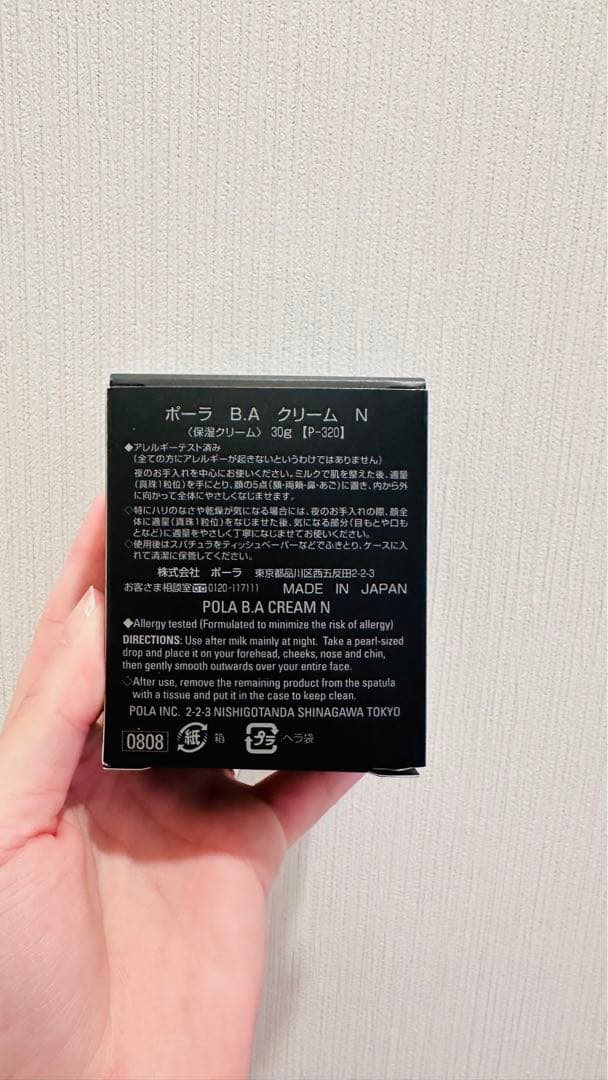 ポーラ B.A クリーム N
〈保湿クリーム〉 30g 【P-320】
◆アレルギーテスト済み
(全ての方にアレルギーが起きないというわけではありません)
夜のお手入れを中心にお使いください。ミルクで肌を整えた後、適量
(真珠1粒位)を手にとり、顔の5点(額・両頬・鼻・あご)に置き、内から外
に向かって全体にやさしくなじませます。
◇特にハリのなさや乾燥が気になる場合には、夜のお手入れの際、顔全
体に適量(真珠1粒位)をなじませた後、気になる部分(目もとや口も
となど)に適量をやさしく丁寧になじませてお使いください。
◇使用後はスパチュラをティッシュペーパーなどでふきとり、ケースに入
れて清潔に保管してください。
株式会社 ポーラ 東京都品川区西五反田2-2-3
お客さま相談室 0120-117111 MADE IN JAPAN
POLA B.A CREAM N
◆Allergy tested (Formulated to minimize the risk of allergy)
DIRECTIONS: Use after milk mainly at night. Take a pearl-sized
drop and place it on your forehead, cheeks, nose and chin,
then gently smooth outwards over your entire face.
◇After use, remove the remaining product from the spatula
with a tissue and put it in the case to keep clean.
POLA INC. 2-2-3 NISHIGOTANDA SHINAGAWA TOKYO
0808 紙 箱 プラ ヘラ袋